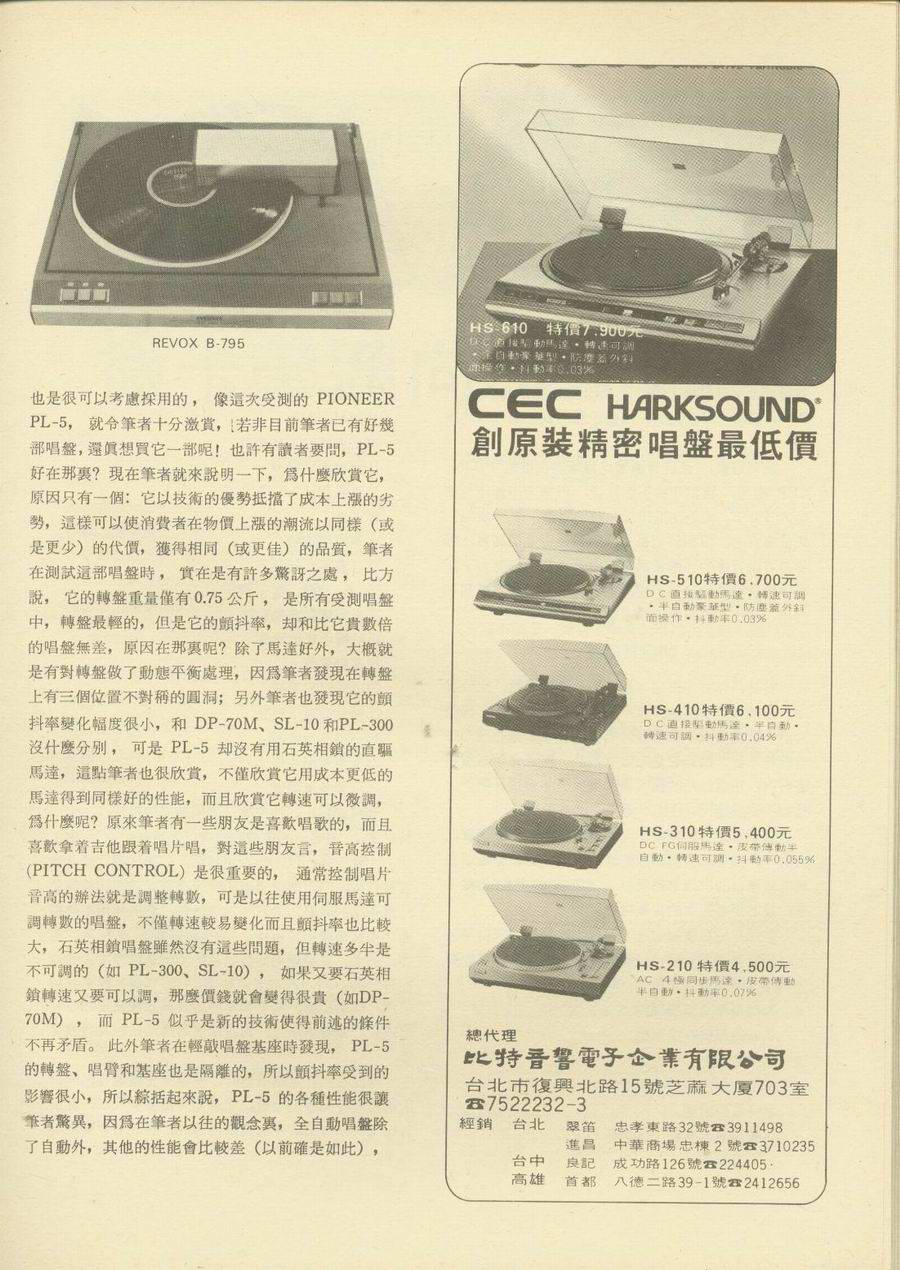 REVOX B-795
也是很可以考慮採用的，像這次受測的 PIONEER
PL-5，就令筆者十分激賞，若非目前筆者已有好幾
部唱盤，還眞想買它一部呢！也許有讀者要問，PL-5
好在那裏？現在筆者就來說明一下，爲什麼欣賞它，
原因只有一個：它以技術的優勢抵擋了成本上漲的劣
勢，這樣可以使消費者在物價上漲的潮流以同樣（或
是更少）的代價，獲得相同（或更佳）的品質，筆者
在測試這部唱盤時，實在是有許多驚訝之處，比方
說，它的轉盤重量僅有0.75 公斤，是所有受測唱盤
中，轉盤最輕的，但是它的顫抖率，却和比它貴數倍
的唱盤無差，原因在那裏呢？除了馬達好外，大概就
是有對轉盤做了動態平衡處理，因爲筆者發現在轉盤
上有三個位置不對稱的圓洞；另外筆者也發現它的顫
抖率變化幅度很小，和 DP-70M、SL-10 和PL-300
沒什麼分别，可是 PL-5 却沒有用石英相鎖的直驅
馬達，這點筆者也很欣賞，不僅欣賞它用成本更低的
馬達得到同樣好的性能，而且欣賞它轉速可以微調，
爲什麼呢？原來筆者有一些朋友是喜歡唱歌的，而且
喜歡拿着吉他跟着唱片唱，對這些朋友言，音高控制
(PITCH CONTROL) 是很重要的，通常控制唱片
音高的辦法就是調整轉數，可是以往使用伺服馬達可
調轉數的唱盤，不僅轉速較易變化而且顫抖率也比較
大，石英相鎖唱盤雖然沒有這些問題，但轉速多半是
不可調的（如 PL-300、SL-10），如果又要石英相
鎖轉速又要可以調，那麼價錢就會變得很貴（如DP-
70M），而 PL-5 似乎是新的技術使得前述的條件
不再矛盾。此外筆者在輕敲唱盤基座時發現，PL-5
的轉盤、唱臂和基座也是隔離的，所以顫抖率受到的
影響很小，所以綜括起來說，PL-5 的各種性能很讓
筆者驚異，因爲在筆者以往的觀念裏，全自動唱盤除
了自動外，其他的性能會比較差（以前確是如此），
HS-610 特價7.900元
DC直接驅動馬達・轉速可調
・全自動豪華型・防塵蓋外斜
面操作・抖動率0.03%
CEC HARKSOUND®
創原裝精密唱盤最低價
HS-510特價6.700元
DC直接驅動馬達・轉速可調
・半自動豪華型・防塵蓋外斜
面操作・抖動率0.03%
HS-410特價6.100元
DC直接驅動馬達・半自動・
轉速可調・抖動率0.04%
HS-310特價5,400元
DC FG伺服馬達・皮帶傳動半
自動・轉速可調・抖動率0.055%
HS-210特價4.500元
AC 4極同步馬達・皮帶傳動
半自動・抖動率0.07%
總代理
比特音響電子企業有限公司
台北市復興北路15號芝蔴大厦703室
☎7522232-3
經銷 台北 翠笛 忠孝東路32號☎3911498
進昌 中華商場忠棟2號☎3710235
台中 良記 成功路126號☎224405
高雄 首都 八德二路39-1號☎2412656